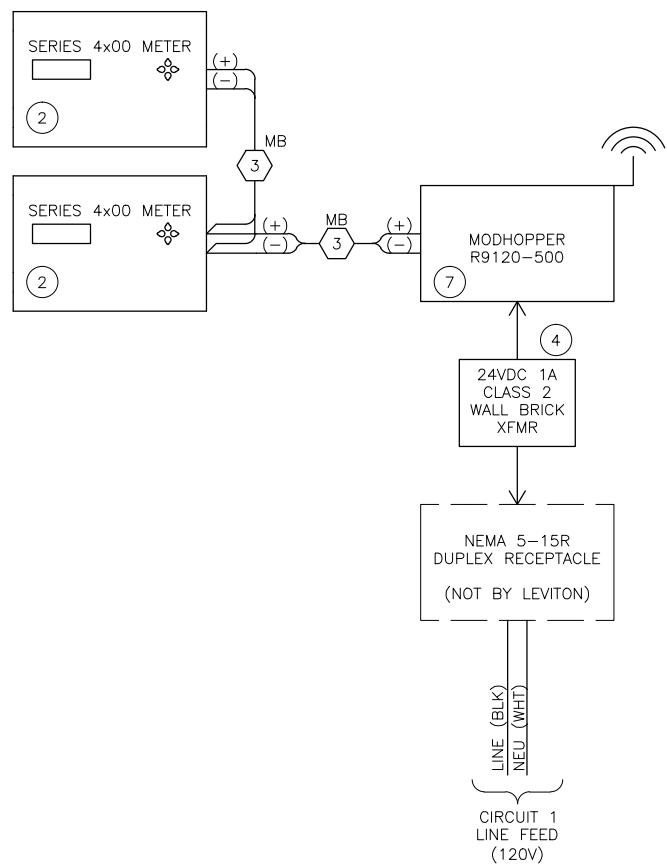 SERIES 4x00 METER
(+)
(-)
2
MB
3
SERIES 4x00 METER
(+)
(-)
2
MB
3
(+)
(-)
MODHOPPER
R9120-500
7
4
24VDC 1A
CLASS 2
WALL BRICK
XFMR
NEMA 5-15R
DUPLEX RECEPTACLE
(NOT BY LEVITON)
LINE (BLK)
NEU (WHT)
CIRCUIT 1
LINE FEED
(120V)